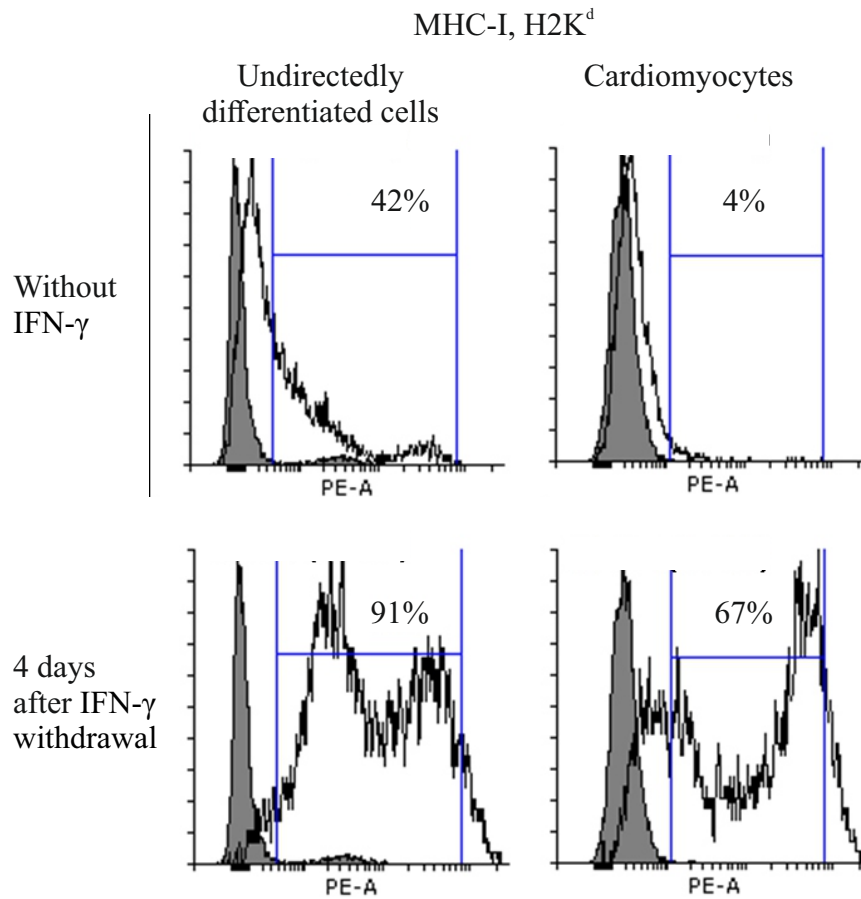 MHC-I, H2Kᵈ
Undirectedly
differentiated cells
Cardiomyocytes
Without
IFN-γ
42%
4%
PE-A
PE-A
4 days
after IFN-γ
withdrawal
91%
67%
PE-A
PE-A